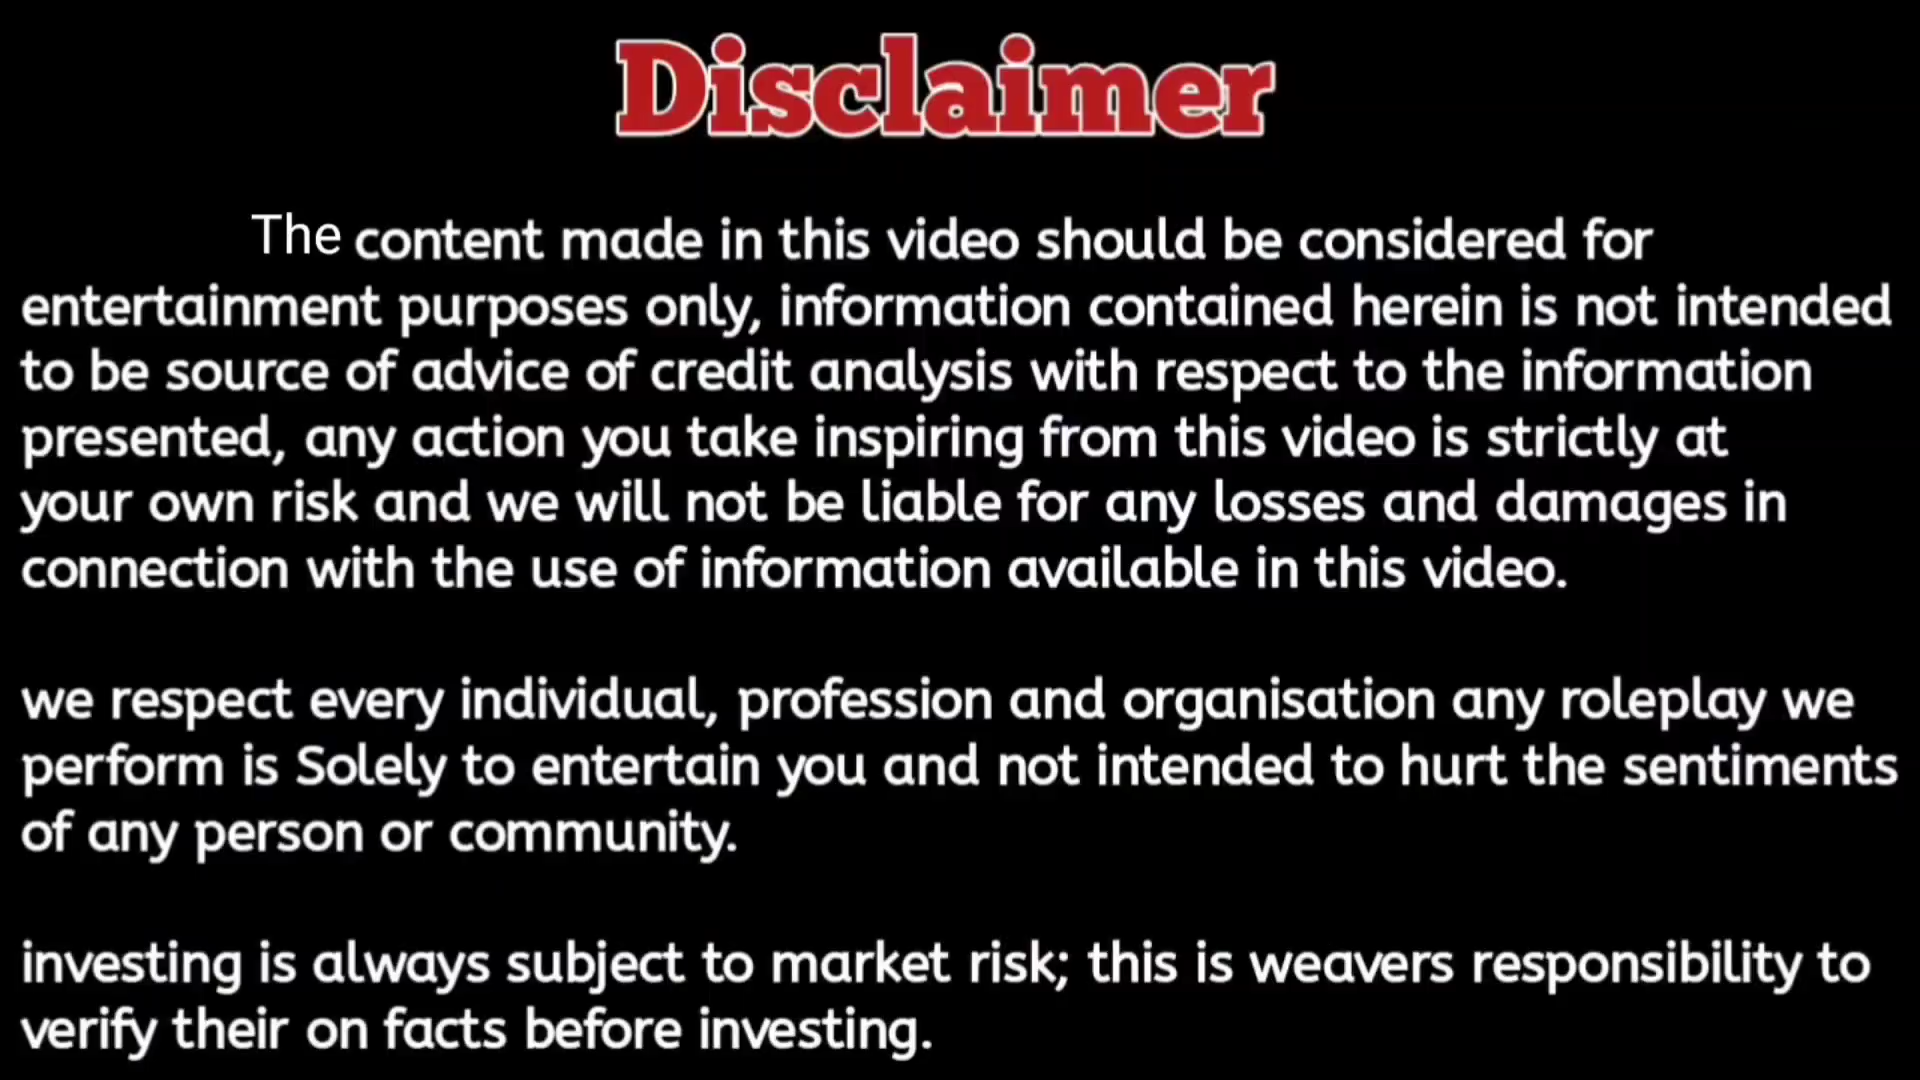 Disclaimer
The content made in this video should be considered for
entertainment purposes only, information contained herein is not intended
to be source of advice of credit analysis with respect to the information
presented, any action you take inspiring from this video is strictly at
your own risk and we will not be liable for any losses and damages in
connection with the use of information available in this video.
we respect every individual, profession and organisation any roleplay we
perform is Solely to entertain you and not intended to hurt the sentiments
of any person or community.
investing is always subject to market risk; this is weavers responsibility to
verify their on facts before investing.